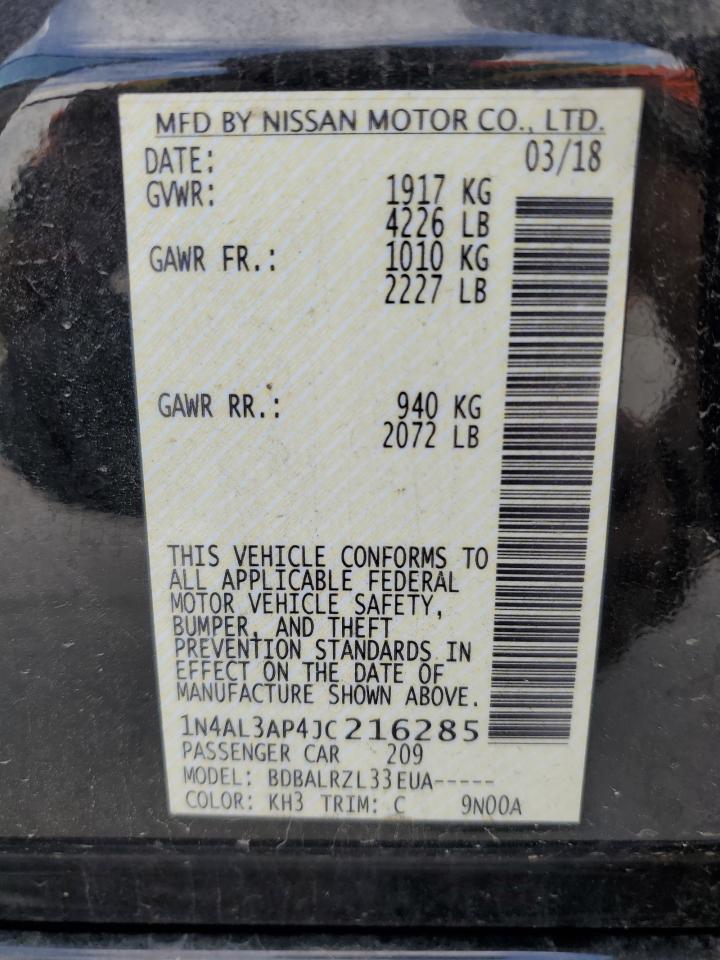 MFD BY NISSAN MOTOR CO., LTD.
DATE: 03/18
GVWR: 1917 KG
4226 LB
GAWR FR.: 1010 KG
2227 LB
GAWR RR.: 940 KG
2072 LB
THIS VEHICLE CONFORMS TO
ALL APPLICABLE FEDERAL
MOTOR VEHICLE SAFETY,
BUMPER, AND THEFT
PREVENTION STANDARDS IN
EFFECT ON THE DATE OF
MANUFACTURE SHOWN ABOVE.
1N4AL3AP4JC216285
PASSENGER CAR 209
MODEL: BDBALRZL33EUA-----
COLOR: KH3 TRIM: C 9N00A